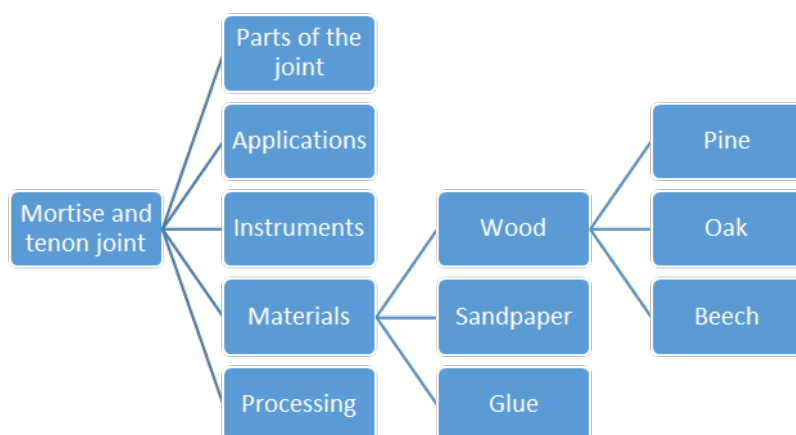 Parts of the
joint
Applications
Pine
Mortise and
tenon joint
Instruments
Wood
Oak
Materials
Sandpaper
Beech
Processing
Glue